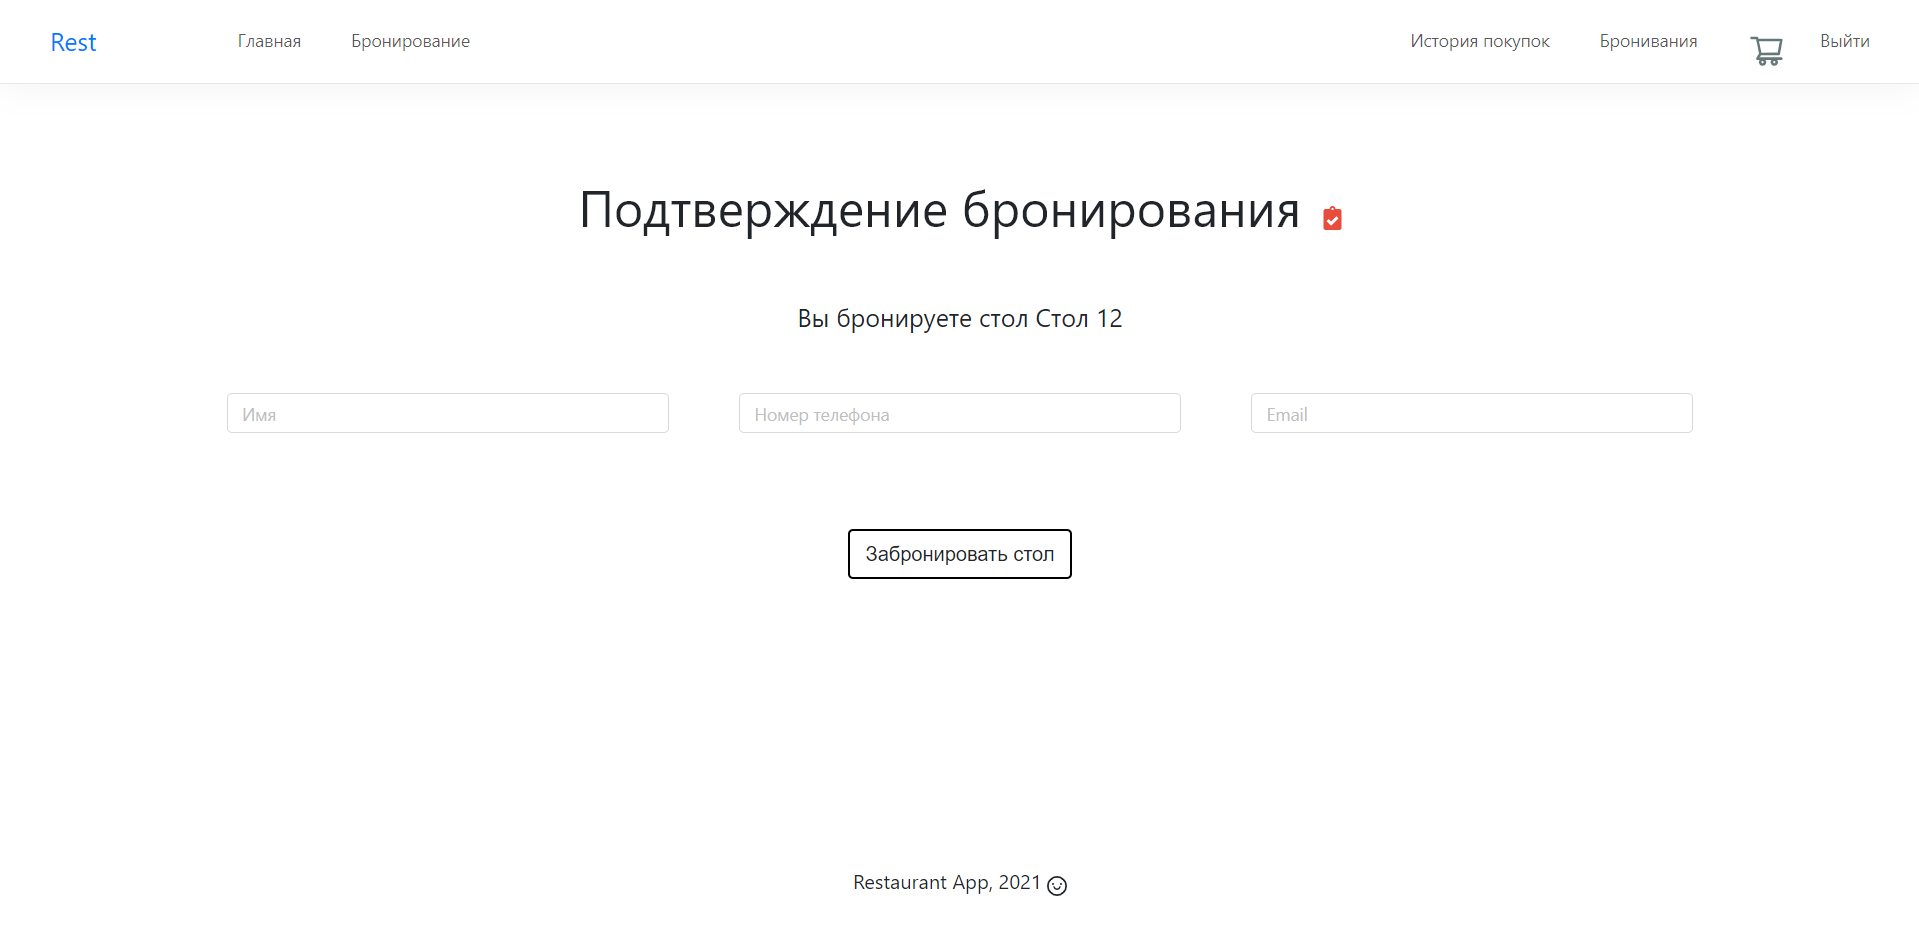 Rest
Главная
Бронирование
История покупок
Бронивания
Выйти
Подтверждение бронирования
Вы бронируете стол Стол 12
Имя
Номер телефона
Email
Забронировать стол
Restaurant App, 2021